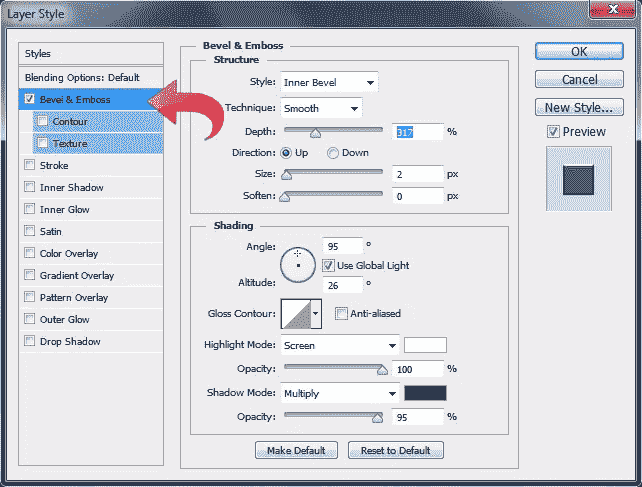 Layer Style
Styles
Blending Options: Default
Bevel & Emboss
Contour
Texture
Stroke
Inner Shadow
Inner Glow
Satin
Color Overlay
Gradient Overlay
Pattern Overlay
Outer Glow
Drop Shadow
Bevel & Emboss
Structure
Style: Inner Bevel
Technique: Smooth
Depth: 317 %
Direction: Up Down
Size: 2 px
Soften: 0 px
Shading
Angle: 95 °
Use Global Light
Altitude: 26 °
Gloss Contour: Anti-aliased
Highlight Mode: Screen
Opacity: 100 %
Shadow Mode: Multiply
Opacity: 95 %
Make Default Reset to Default
OK
Cancel
New Style...
Preview